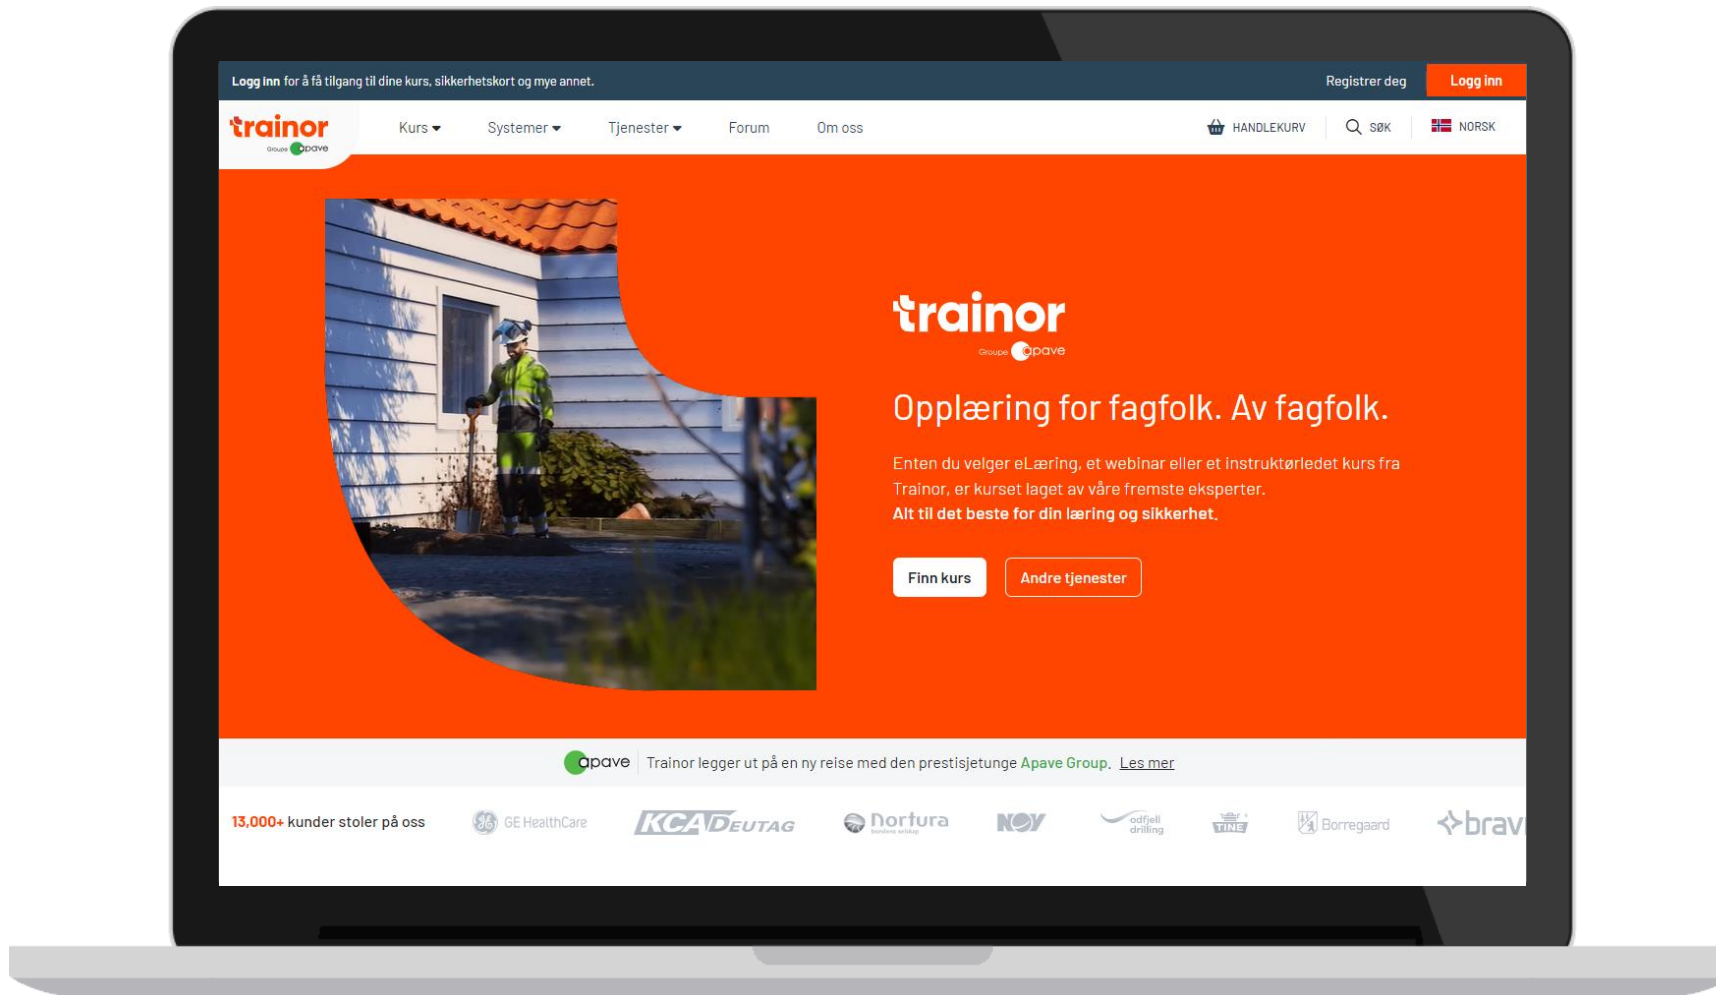 Logg inn for å få tilgang til dine kurs, sikkerhetskort og mye annet.
Registrer deg
Logg inn
trainor
Groupe apave
Kurs
Systemer
Tjenester
Forum
Om oss
HANDLEKURV
SØK
NORSK
trainor
Groupe apave
Opplæring for fagfolk. Av fagfolk.
Enten du velger eLæring, et webinar eller et instruktørledet kurs fra
Trainor, er kurset laget av våre fremste eksperter.
Alt til det beste for din læring og sikkerhet.
Finn kurs
Andre tjenester
apave Trainor legger ut på en ny reise med den prestisjetunge Apave Group. Les mer
13,000+ kunder stoler på oss
GE HealthCare
KCA DEUTAG
Nortura
bondens selskap
NOV
odfjell
drilling
TINE
Borregaard
bravi